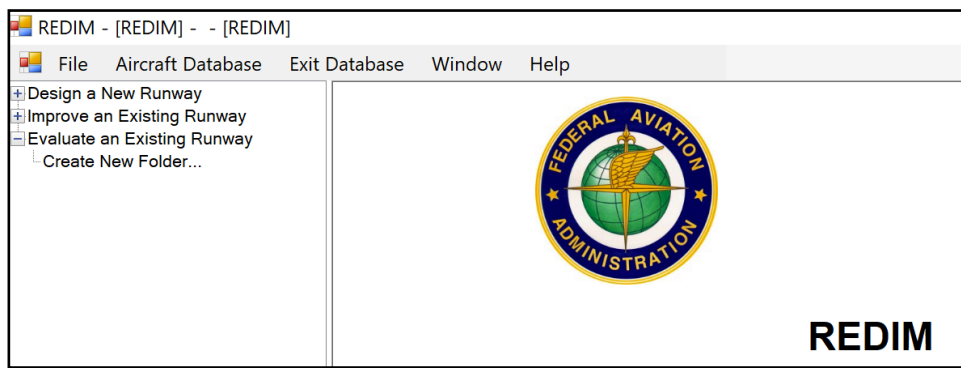 REDIM - [REDIM] - - [REDIM]
File Aircraft Database Exit Database Window Help
Design a New Runway
Improve an Existing Runway
Evaluate an Existing Runway
Create New Folder...
FEDERAL AVIATION
ADMINISTRATION
REDIM